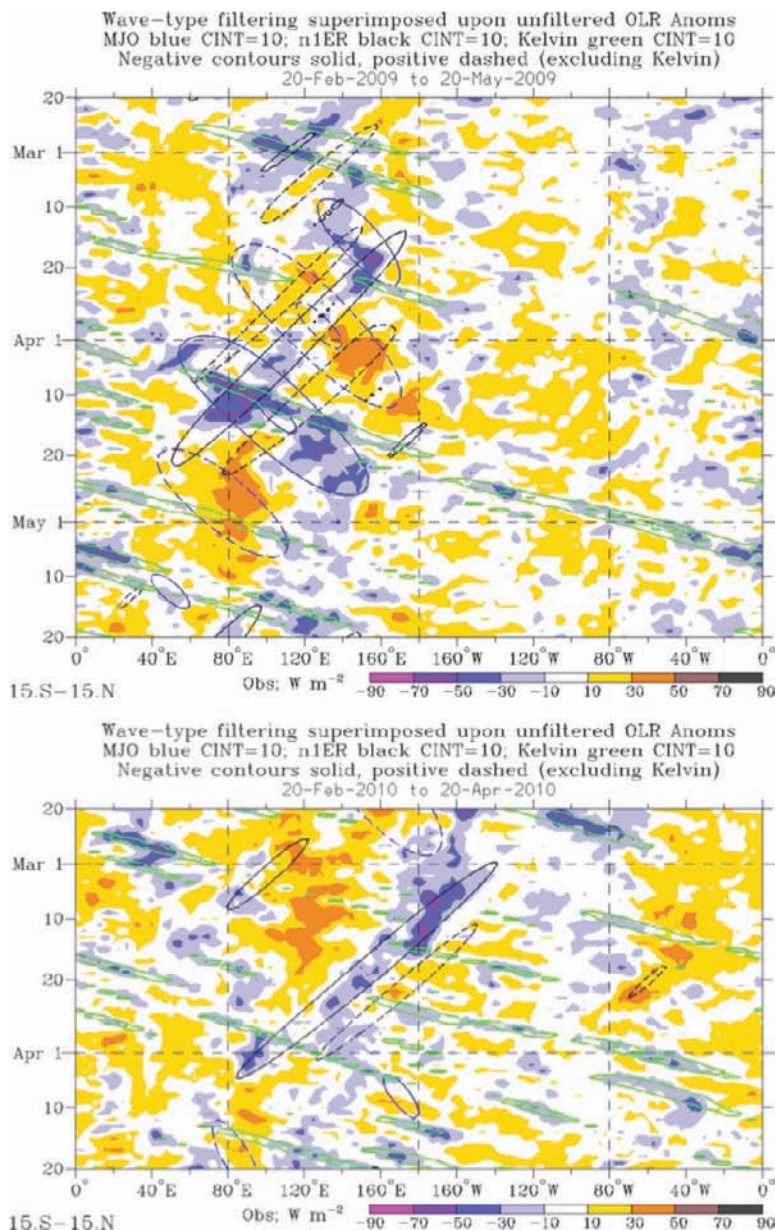 Wave-type filtering superimposed upon unfiltered OLR Anoms
MJO blue CINT=10; n1ER black CINT=10; Kelvin green CINT=10
Negative contours solid, positive dashed (excluding Kelvin)
20-Feb-2009 to 20-May-2009
20
Mar 1
10
20
Apr 1
10
20
May 1
10
20
0° 40°E 80°E 120°E 160°E 160°W 120°W 80°W 40°W 0°
15.S-15.N
Obs; W m⁻²
-90 -70 -50 -30 -10 10 30 50 70 90
Wave-type filtering superimposed upon unfiltered OLR Anoms
MJO blue CINT=10; n1ER black CINT=10; Kelvin green CINT=10
Negative contours solid, positive dashed (excluding Kelvin)
20-Feb-2010 to 20-Apr-2010
20
Mar 1
10
20
Apr 1
10
20
0° 40°E 80°E 120°E 160°E 160°W 120°W 80°W 40°W 0°
15.S-15.N
Obs; W m⁻²
-90 -70 -50 -30 -10 10 30 50 70 90